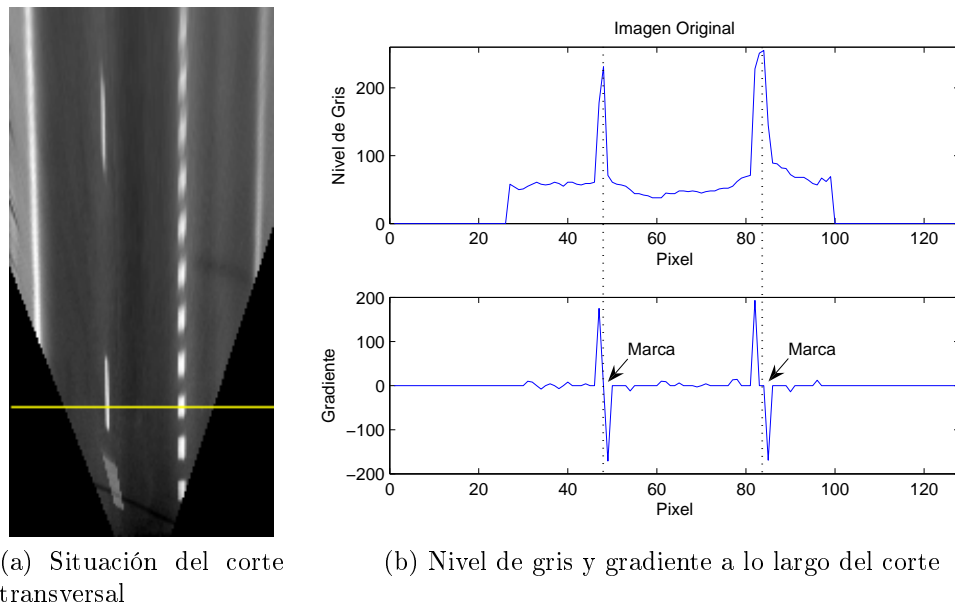 Imagen Original
Nivel de Gris
200
100
0
0 20 40 60 80 100 120
Pixel
Gradiente
200
100
0
−100
−200
Marca Marca
0 20 40 60 80 100 120
Pixel
(a) Situación del corte
transversal
(b) Nivel de gris y gradiente a lo largo del corte